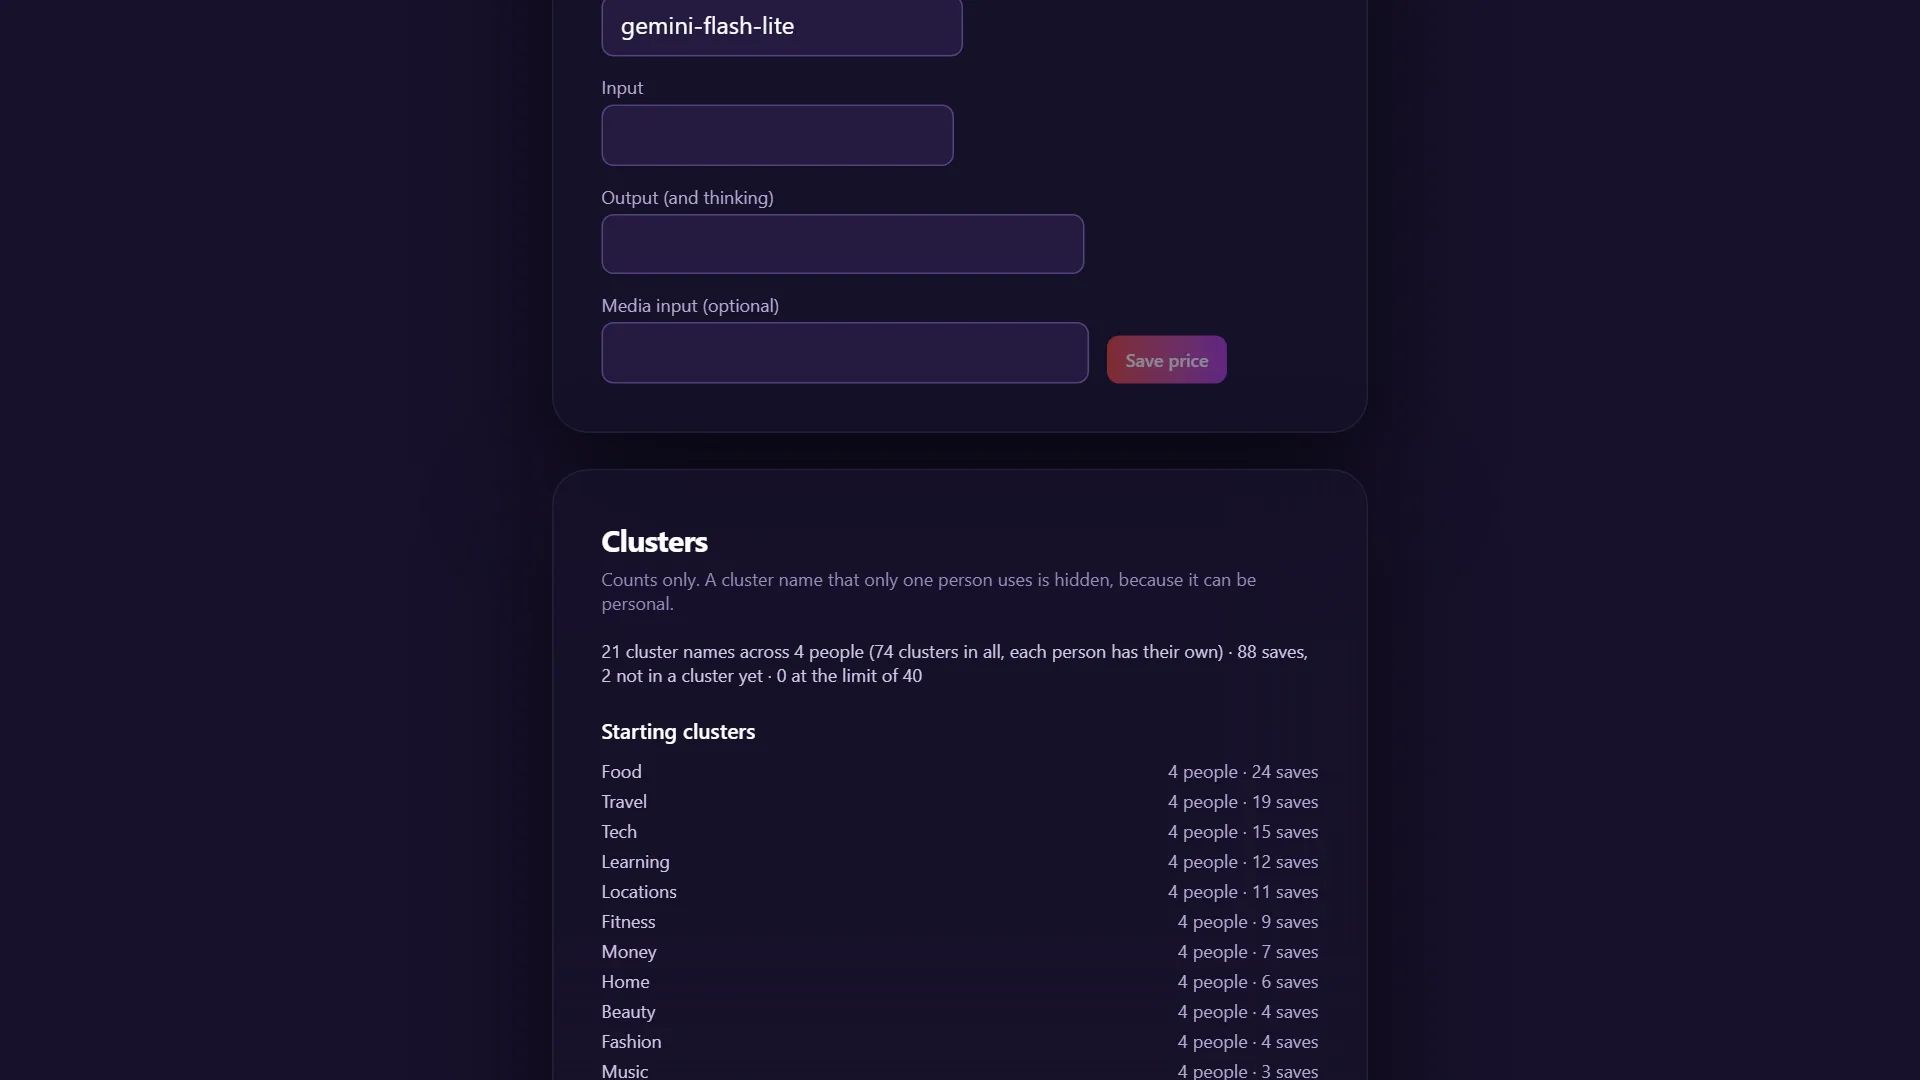 gemini-flash-lite
Input
Output (and thinking)
Media input (optional)
Save price
Clusters
Counts only. A cluster name that only one person uses is hidden, because it can be
personal.
21 cluster names across 4 people (74 clusters in all, each person has their own) · 88 saves,
2 not in a cluster yet · 0 at the limit of 40
Starting clusters
Food 4 people · 24 saves
Travel 4 people · 19 saves
Tech 4 people · 15 saves
Learning 4 people · 12 saves
Locations 4 people · 11 saves
Fitness 4 people · 9 saves
Money 4 people · 7 saves
Home 4 people · 6 saves
Beauty 4 people · 4 saves
Fashion 4 people · 4 saves
Music 4 people · 3 saves